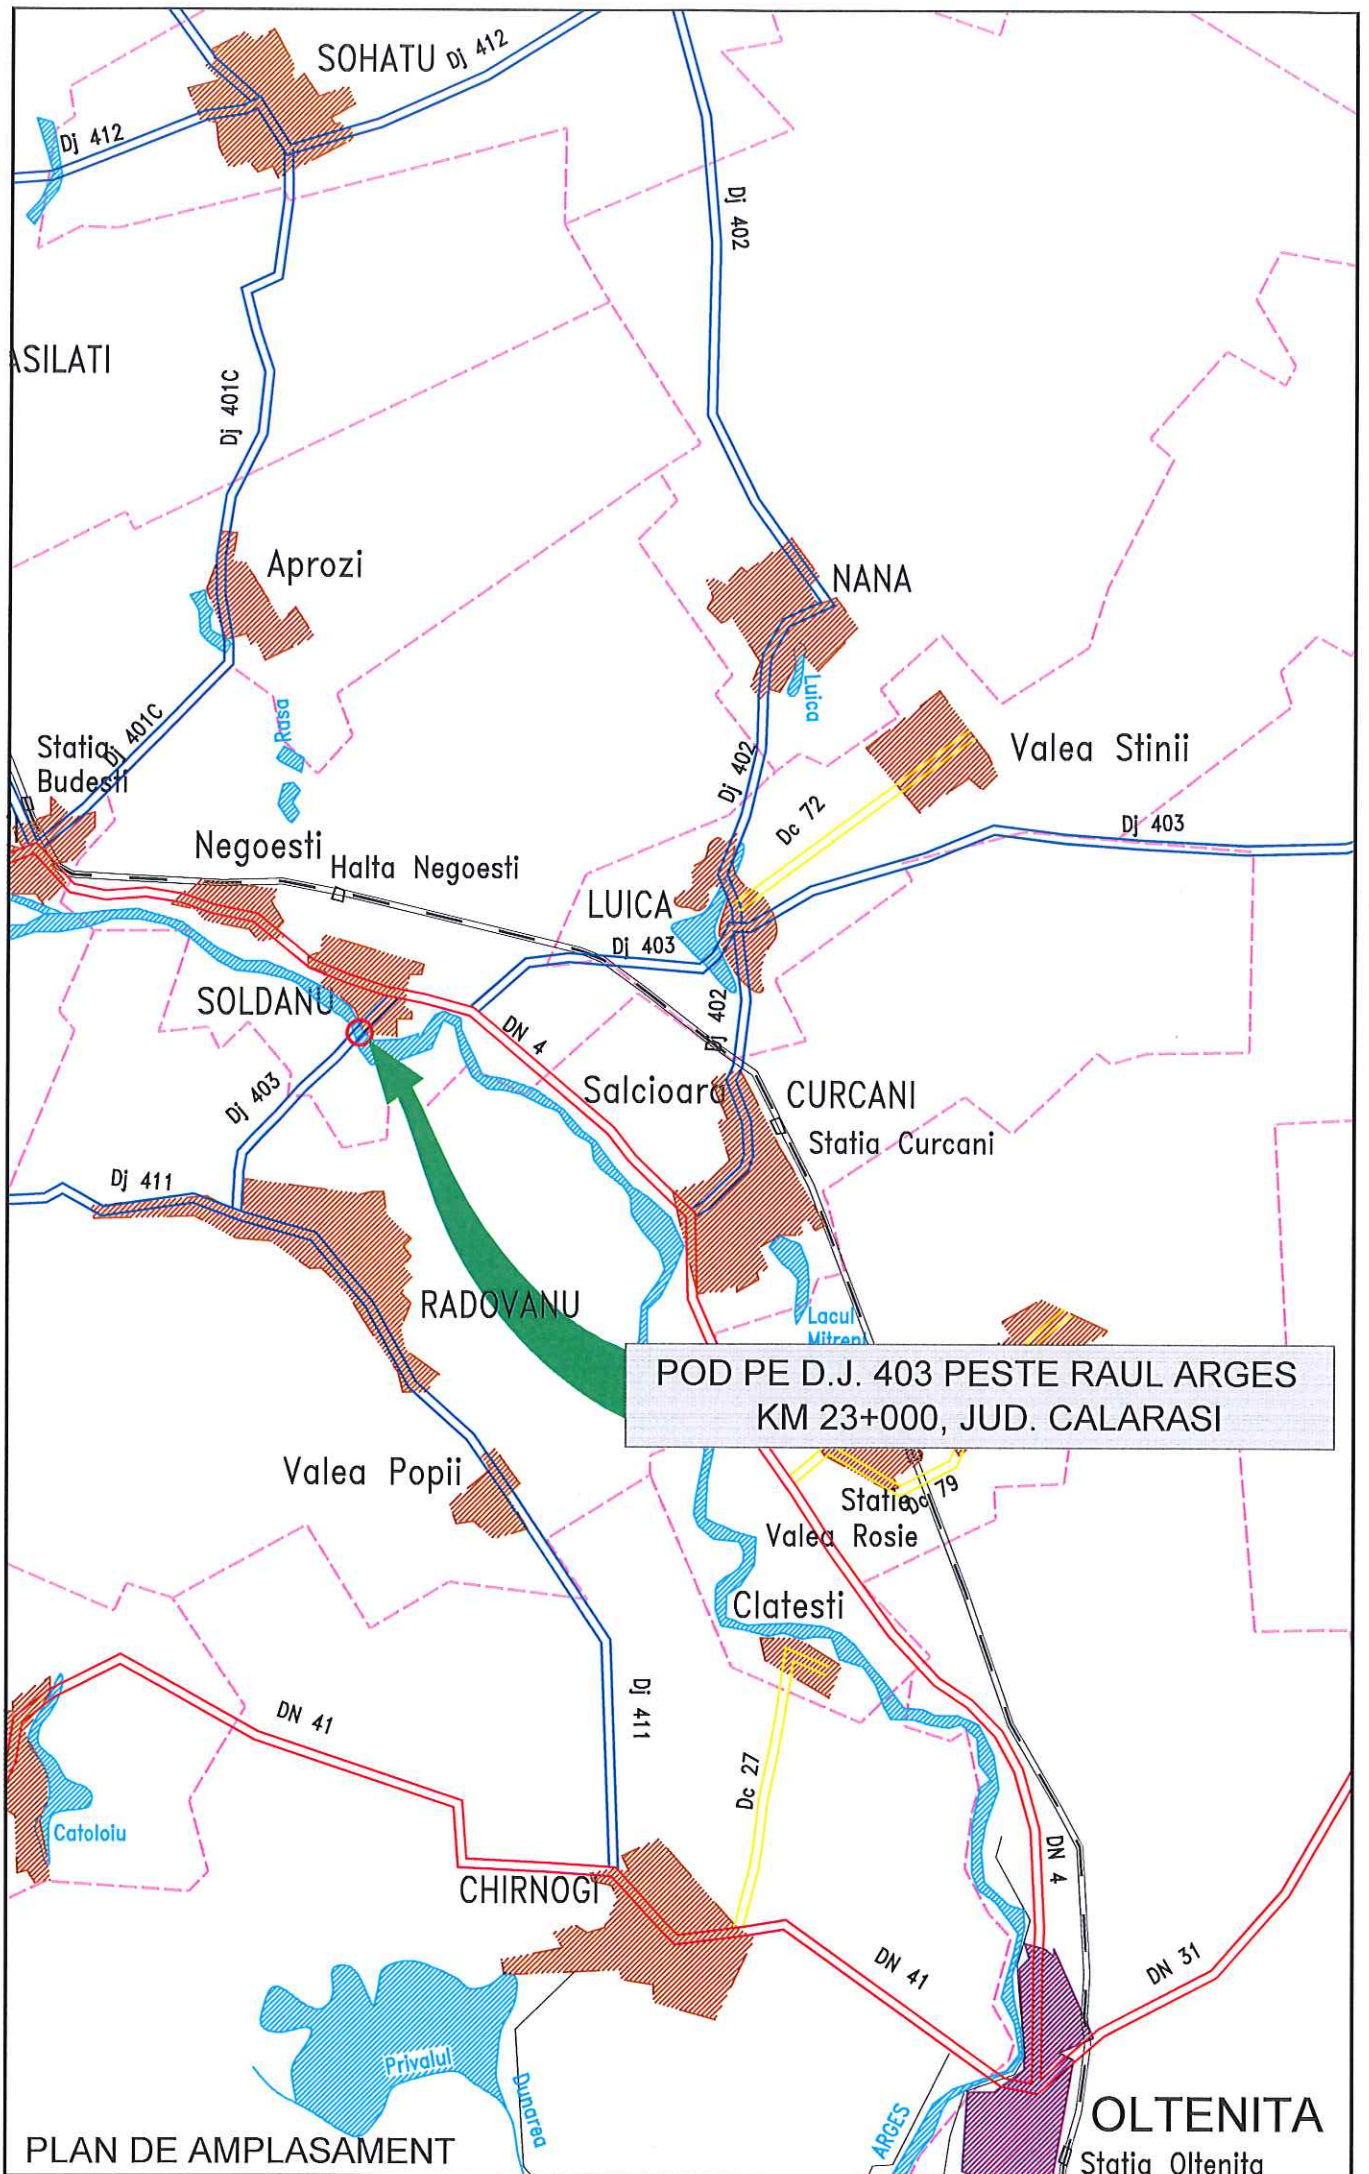 SOHATU
Dj 412
Dj 412
Dj 402
ASILATI
Dj 401C
Aprozi
NANA
Luica
Rasa
Dj 401C
Statia
Budesti
Valea Stinii
Dj 402
Dc 72
Dj 403
Negoesti
Halta Negoesti
LUICA
Dj 403
SOLDANU
Dj 402
DN 4
Salcioara
CURCANI
Statia Curcani
Dj 403
Dj 411
RADOVANU
Lacul
Mitreni
POD PE D.J. 403 PESTE RAUL ARGES
KM 23+000, JUD. CALARASI
Valea Popii
Statie
Dc 79
Valea Rosie
Clatesti
Dj 411
DN 41
Dc 27
Catoloiu
DN 4
CHIRNOGI
DN 41
DN 31
Privalul
Dunarea
ARGES
OLTENITA
PLAN DE AMPLASAMENT
Statia Oltenita